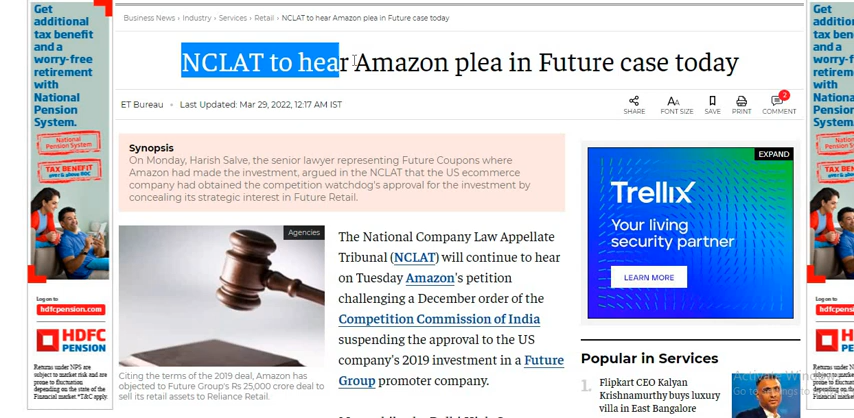 Get
additional
tax benefit
and a
worry-free
retirement
with
National
Pension
System.
National
Pension System
TAX BENEFIT
Log on to
hdfcpension.com
HDFC
PENSION
Returns under NPS are
subject to market risk and are
prone to fluctuation
depending on the state of the
Financial market *T&C apply.
Business News › Industry › Services › Retail › NCLAT to hear Amazon plea in Future case today
NCLAT to hear Amazon plea in Future case today
ET Bureau • Last Updated: Mar 29, 2022, 12:17 AM IST
2
SHARE AA FONT SIZE SAVE PRINT COMMENT
Synopsis
On Monday, Harish Salve, the senior lawyer representing Future Coupons where
Amazon had made the investment, argued in the NCLAT that the US ecommerce
company had obtained the competition watchdog's approval for the investment by
concealing its strategic interest in Future Retail.
Agencies
Citing the terms of the 2019 deal, Amazon has
objected to Future Group's Rs 25,000 crore deal to
sell its retail assets to Reliance Retail.
The National Company Law Appellate
Tribunal (NCLAT) will continue to hear
on Tuesday Amazon's petition
challenging a December order of the
Competition Commission of India
suspending the approval to the US
company's 2019 investment in a Future
Group promoter company.
EXPAND
Trellix
Your living
security partner
LEARN MORE
Popular in Services
1.
Flipkart CEO Kalyan
Krishnamurthy buys luxury
villa in East Bangalore
Activate Windows
Go to Settings to
Get
additional
tax benefit
and a
worry-free
retirement
with
National
Pension
System.